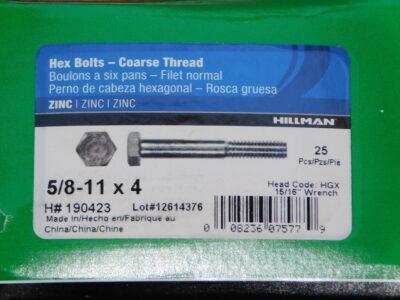 Hex Bolts – Coarse Thread
Boulons a six pans – Filet normal
Perno de cabeza hexagonal – Rosca gruesa
ZINC | ZINC | ZINC
HILLMAN
25
Pcs/Pzs/Pie
5/8-11 x 4
Head Code: HGX
15/16" Wrench
H# 190423 Lot#12614376
Made in/Hecho en/Fabrique au
China/China/Chine
0 08236 07577 9